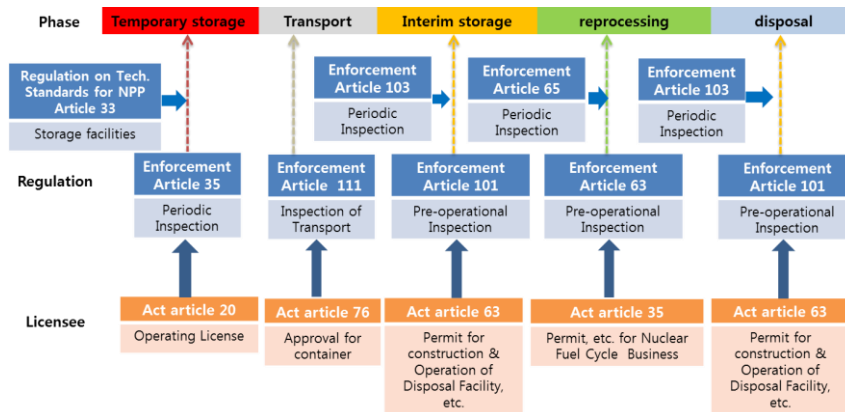 Phase
Temporary storage
Transport
Interim storage
reprocessing
disposal
Regulation on Tech.
Standards for NPP
Article 33
Storage facilities
Enforcement
Article 103
Periodic
Inspection
Enforcement
Article 65
Periodic
Inspection
Enforcement
Article 103
Periodic
Inspection
Regulation
Enforcement
Article 35
Periodic
Inspection
Enforcement
Article 111
Inspection of
Transport
Enforcement
Article 101
Pre-operational
Inspection
Enforcement
Article 63
Pre-operational
Inspection
Enforcement
Article 101
Pre-operational
Inspection
Licensee
Act article 20
Operating License
Act article 76
Approval for
container
Act article 63
Permit for
construction &
Operation of
Disposal Facility,
etc.
Act article 35
Permit, etc. for Nuclear
Fuel Cycle Business
Act article 63
Permit for
construction &
Operation of
Disposal Facility,
etc.